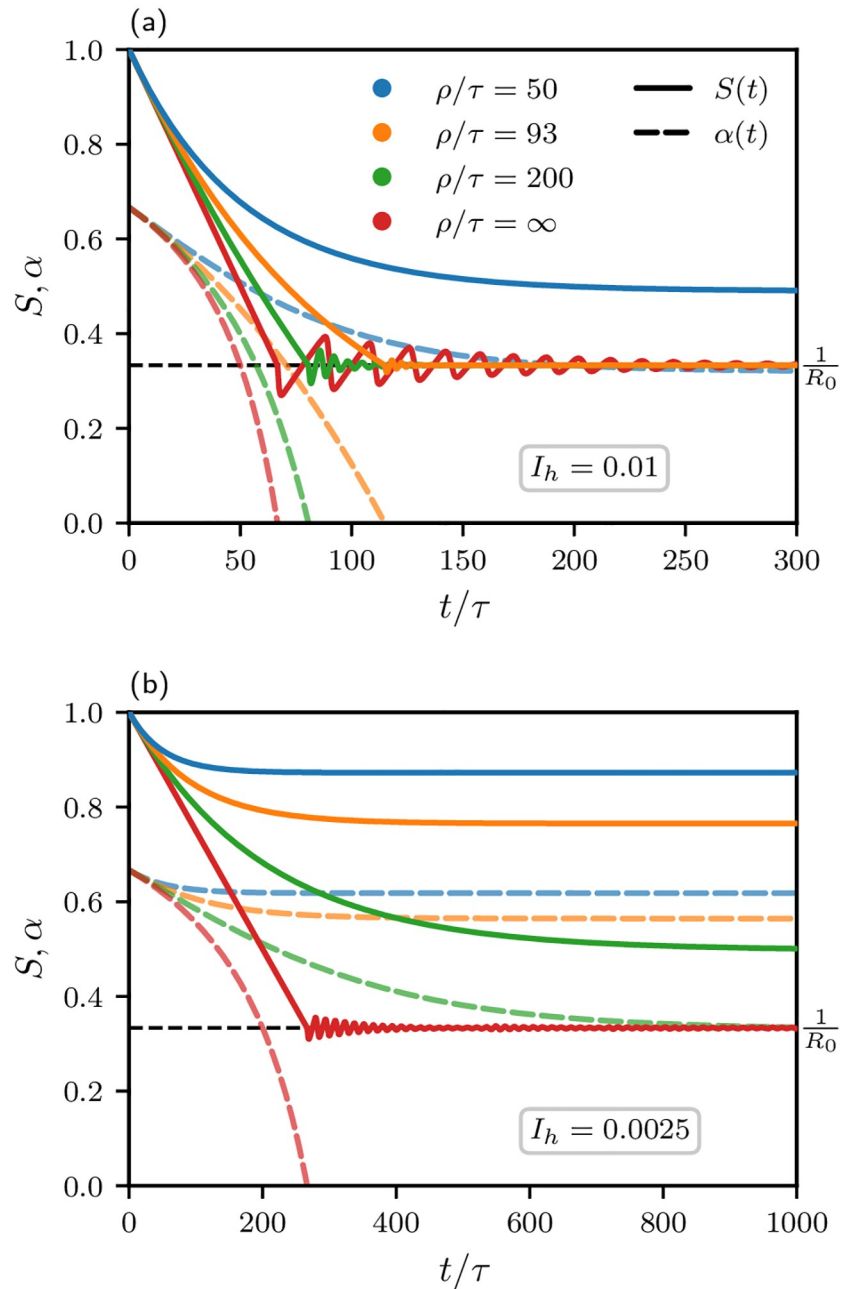 (a)
1.0
0.8
0.6
0.4
0.2
0.0
S, α
ρ/τ = 50
ρ/τ = 93
ρ/τ = 200
ρ/τ = ∞
S(t)
α(t)
1/R₀
I_h = 0.01
0 50 100 150 200 250 300
t/τ
(b)
1.0
0.8
0.6
0.4
0.2
0.0
S, α
1/R₀
I_h = 0.0025
0 200 400 600 800 1000
t/τ